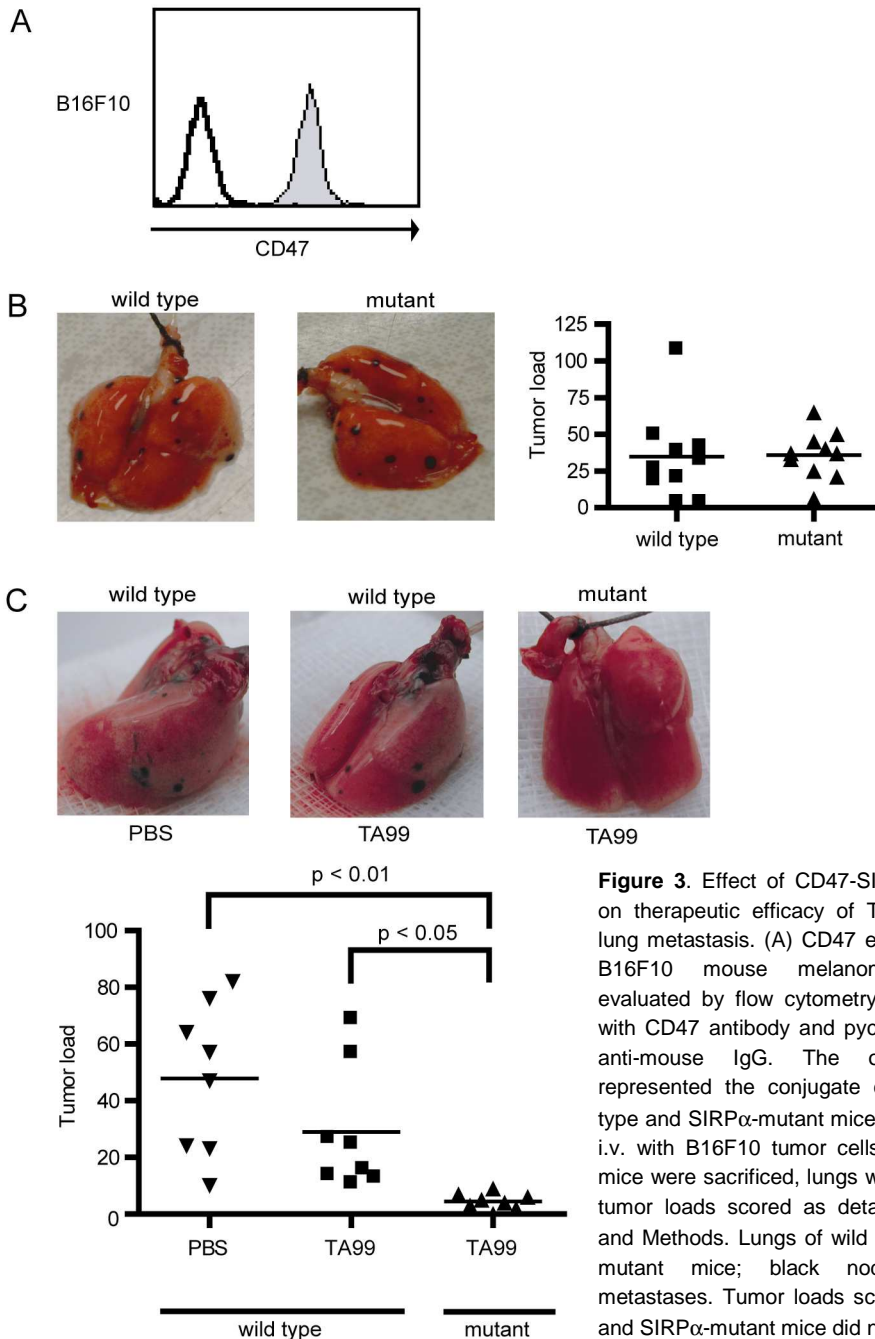 A
B16F10
CD47
B
wild type
mutant
125
100
75
50
25
0
Tumor load
wild type
mutant
C
wild type
wild type
mutant
PBS
TA99
TA99
p < 0.01
p < 0.05
100
80
60
40
20
0
Tumor load
PBS
TA99
TA99
wild type
mutant
Figure 3. Effect of CD47-SI
on therapeutic efficacy of T
lung metastasis. (A) CD47 e
B16F10 mouse melanon
evaluated by flow cytometry
with CD47 antibody and pyc
anti-mouse IgG. The c
represented the conjugate c
type and SIRPα-mutant mice
i.v. with B16F10 tumor cells
mice were sacrificed, lungs w
tumor loads scored as deta
and Methods. Lungs of wild
mutant mice; black noc
metastases. Tumor loads sc
and SIRPα-mutant mice did n